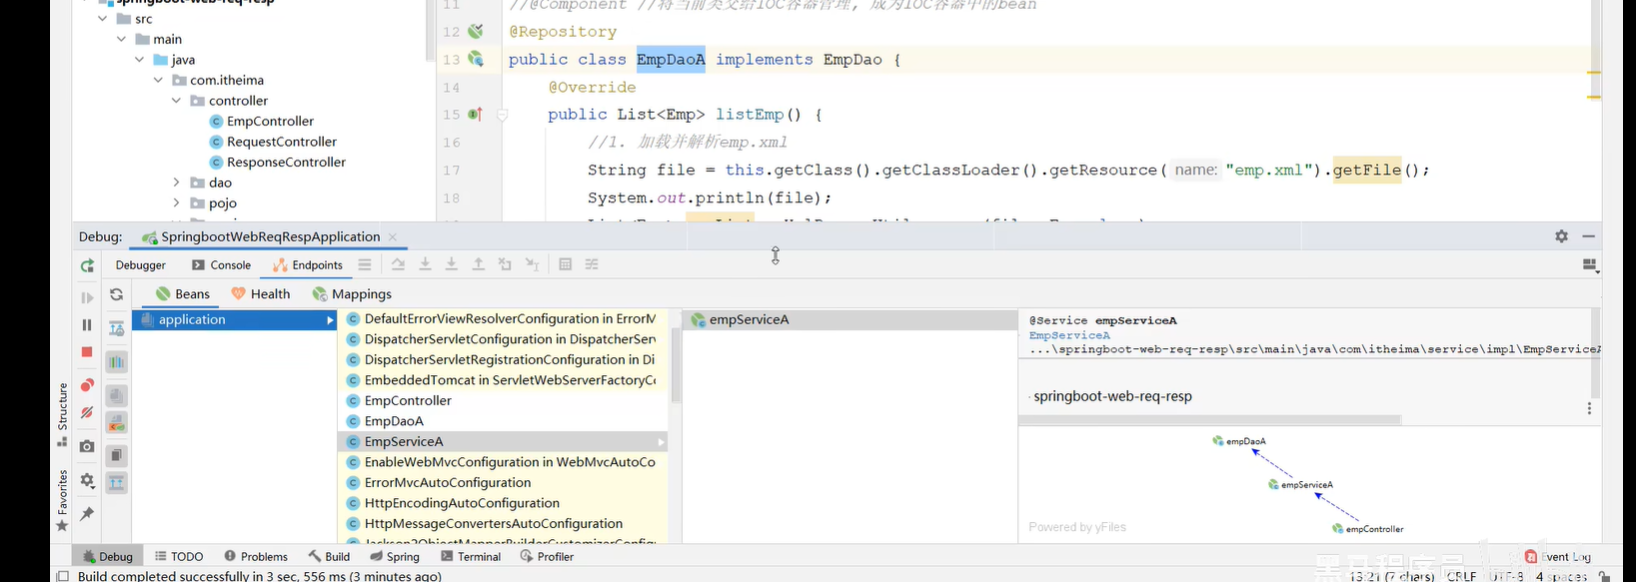 springboot-web-req-resp
src
main
java
com.itheima
controller
EmpController
RequestController
ResponseController
dao
pojo
11 //@Component //将当前类交给IOC容器管理, 成为IOC容器中的bean
12 @Repository
13 public class EmpDaoA implements EmpDao {
14 @Override
15 public List<Emp> listEmp() {
16 //1. 加载并解析emp.xml
17 String file = this.getClass().getClassLoader().getResource( name: "emp.xml").getFile();
18 System.out.println(file);
Debug: SpringbootWebReqRespApplication
Debugger Console Endpoints
Beans Health Mappings
application
DefaultErrorViewResolverConfiguration in ErrorM
DispatcherServletConfiguration in DispatcherServ
DispatcherServletRegistrationConfiguration in Di
EmbeddedTomcat in ServletWebServerFactoryCo
EmpController
EmpDaoA
EmpServiceA
EnableWebMvcConfiguration in WebMvcAutoCo
ErrorMvcAutoConfiguration
HttpEncodingAutoConfiguration
HttpMessageConvertersAutoConfiguration
Jackson2ObjectMapperBuilderCustomizerConfigu
empServiceA
@Service empServiceA
EmpServiceA
...\springboot-web-req-resp\src\main\java\com\itheima\service\impl\EmpServiceA
springboot-web-req-resp
empDaoA
empServiceA
empController
Powered by yFiles
Structure
Favorites
Debug TODO Problems Build Spring Terminal Profiler Event Log
Build completed successfully in 3 sec, 556 ms (3 minutes ago)
13:21 (7 chars) CRLF UTF-8 4 spaces
黑马程序员